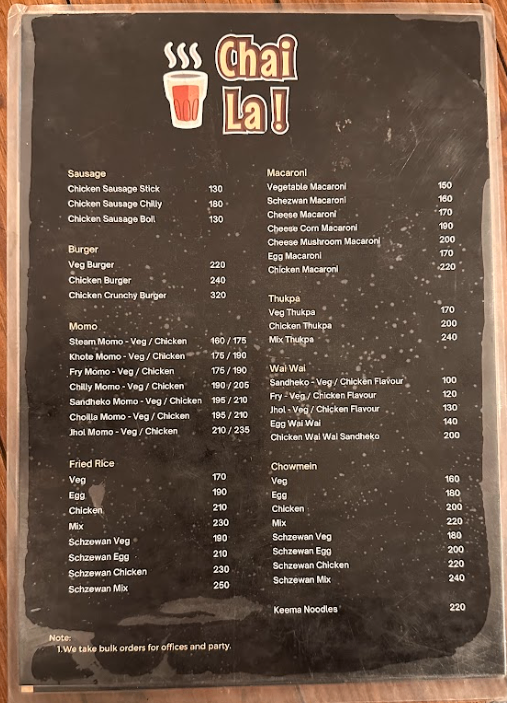 Chai
La !
Sausage
Chicken Sausage Stick 130
Chicken Sausage Chilly 180
Chicken Sausage Boil 130
Burger
Veg Burger 220
Chicken Burger 240
Chicken Crunchy Burger 320
Momo
Steam Momo - Veg / Chicken 160 / 175
Khote Momo - Veg / Chicken 175 / 190
Fry Momo - Veg / Chicken 175 / 190
Chilly Momo - Veg / Chicken 190 / 205
Sandheko Momo - Veg / Chicken 195 / 210
Choilla Momo - Veg / Chicken 195 / 210
Jhol Momo - Veg / Chicken 210 / 235
Fried Rice
Veg 170
Egg 190
Chicken 210
Mix 230
Schzewan Veg 190
Schzewan Egg 210
Schzewan Chicken 230
Schzewan Mix 250
Macaroni
Vegetable Macaroni 150
Schezwan Macaroni 160
Cheese Macaroni 170
Cheese Corn Macaroni 190
Cheese Mushroom Macaroni 200
Egg Macaroni 170
Chicken Macaroni 220
Thukpa
Veg Thukpa 170
Chicken Thukpa 200
Mix Thukpa 240
Wai Wai
Sandheko - Veg / Chicken Flavour 100
Fry - Veg / Chicken Flavour 120
Jhol - Veg / Chicken Flavour 130
Egg Wai Wai 140
Chicken Wai Wai Sandheko 200
Chowmein
Veg 160
Egg 180
Chicken 200
Mix 220
Schzewan Veg 180
Schzewan Egg 200
Schzewan Chicken 220
Schzewan Mix 240
Keema Noodles 220
Note:
1.We take bulk orders for offices and party.